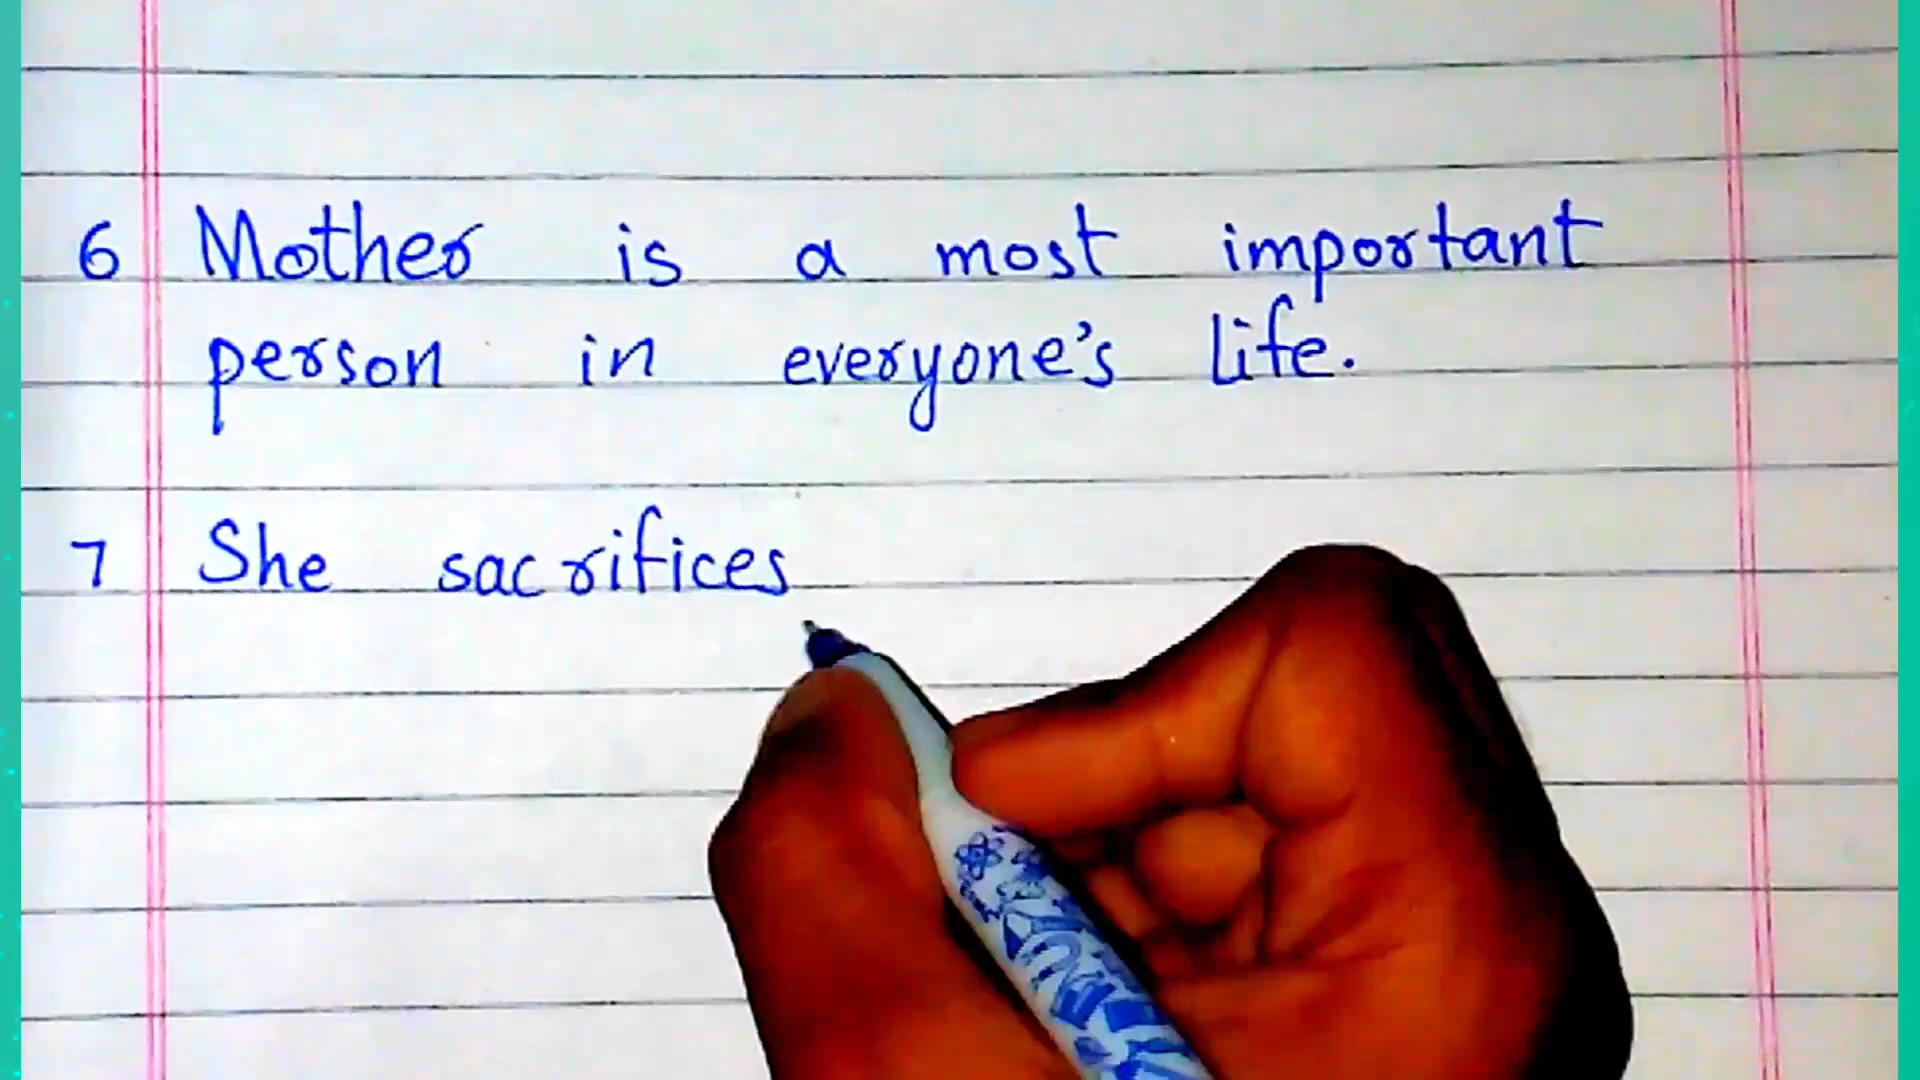 6 Mother is a most important
person in everyone's life.
7 She sacrifices